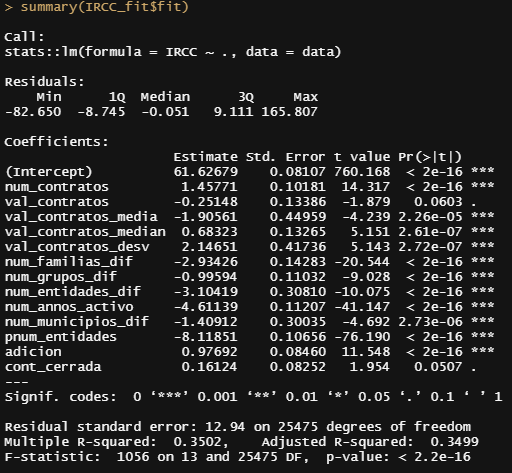 > summary(IRCC_fit$fit)

Call:
stats::lm(formula = IRCC ~ ., data = data)

Residuals:
    Min      1Q  Median      3Q     Max
-82.650  -8.745  -0.051   9.111 165.807

Coefficients:
                     Estimate Std. Error t value Pr(>|t|)
(Intercept)          61.62679    0.08107 760.168  < 2e-16 ***
num_contratos         1.45771    0.10181  14.317  < 2e-16 ***
val_contratos        -0.25148    0.13386  -1.879   0.0603 .
val_contratos_media  -1.90561    0.44959  -4.239 2.26e-05 ***
val_contratos_median  0.68323    0.13265   5.151 2.61e-07 ***
val_contratos_desv    2.14651    0.41736   5.143 2.72e-07 ***
num_familias_dif     -2.93426    0.14283 -20.544  < 2e-16 ***
num_grupos_dif       -0.99594    0.11032  -9.028  < 2e-16 ***
num_entidades_dif    -3.10419    0.30810 -10.075  < 2e-16 ***
num_annos_activo     -4.61139    0.11207 -41.147  < 2e-16 ***
num_municipios_dif   -1.40912    0.30035  -4.692 2.73e-06 ***
pnum_entidades       -8.11851    0.10656 -76.190  < 2e-16 ***
adicion               0.97692    0.08460  11.548  < 2e-16 ***
cont_cerrada          0.16124    0.08252   1.954   0.0507 .
---
Signif. codes:  0 ‘***’ 0.001 ‘**’ 0.01 ‘*’ 0.05 ‘.’ 0.1 ‘ ’ 1

Residual standard error: 12.94 on 25475 degrees of freedom
Multiple R-squared:  0.3502,    Adjusted R-squared:  0.3499
F-statistic:  1056 on 13 and 25475 DF,  p-value: < 2.2e-16